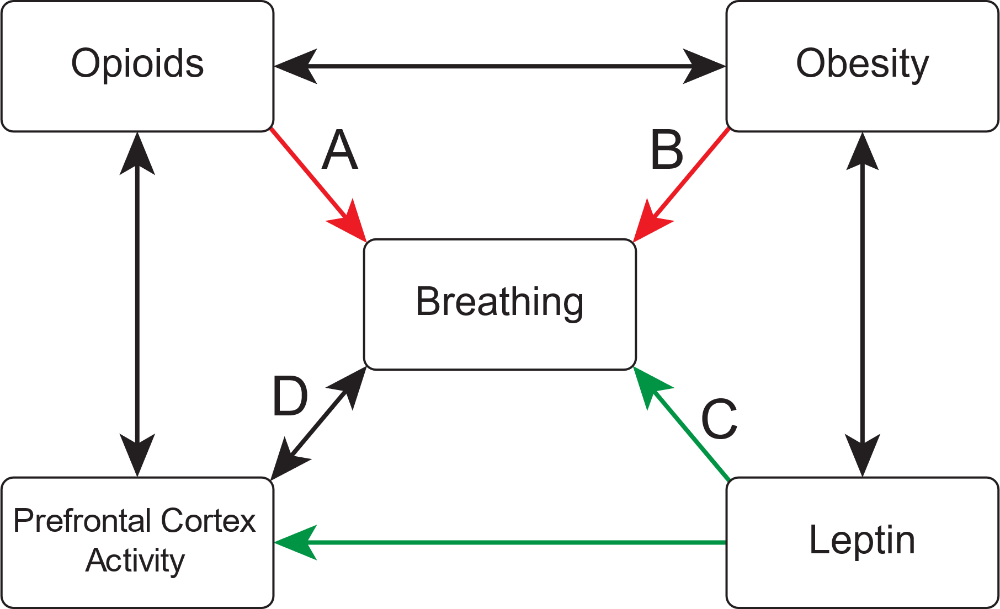 Opioids
Obesity
A
B
Breathing
D
C
Prefrontal Cortex
Activity
Leptin